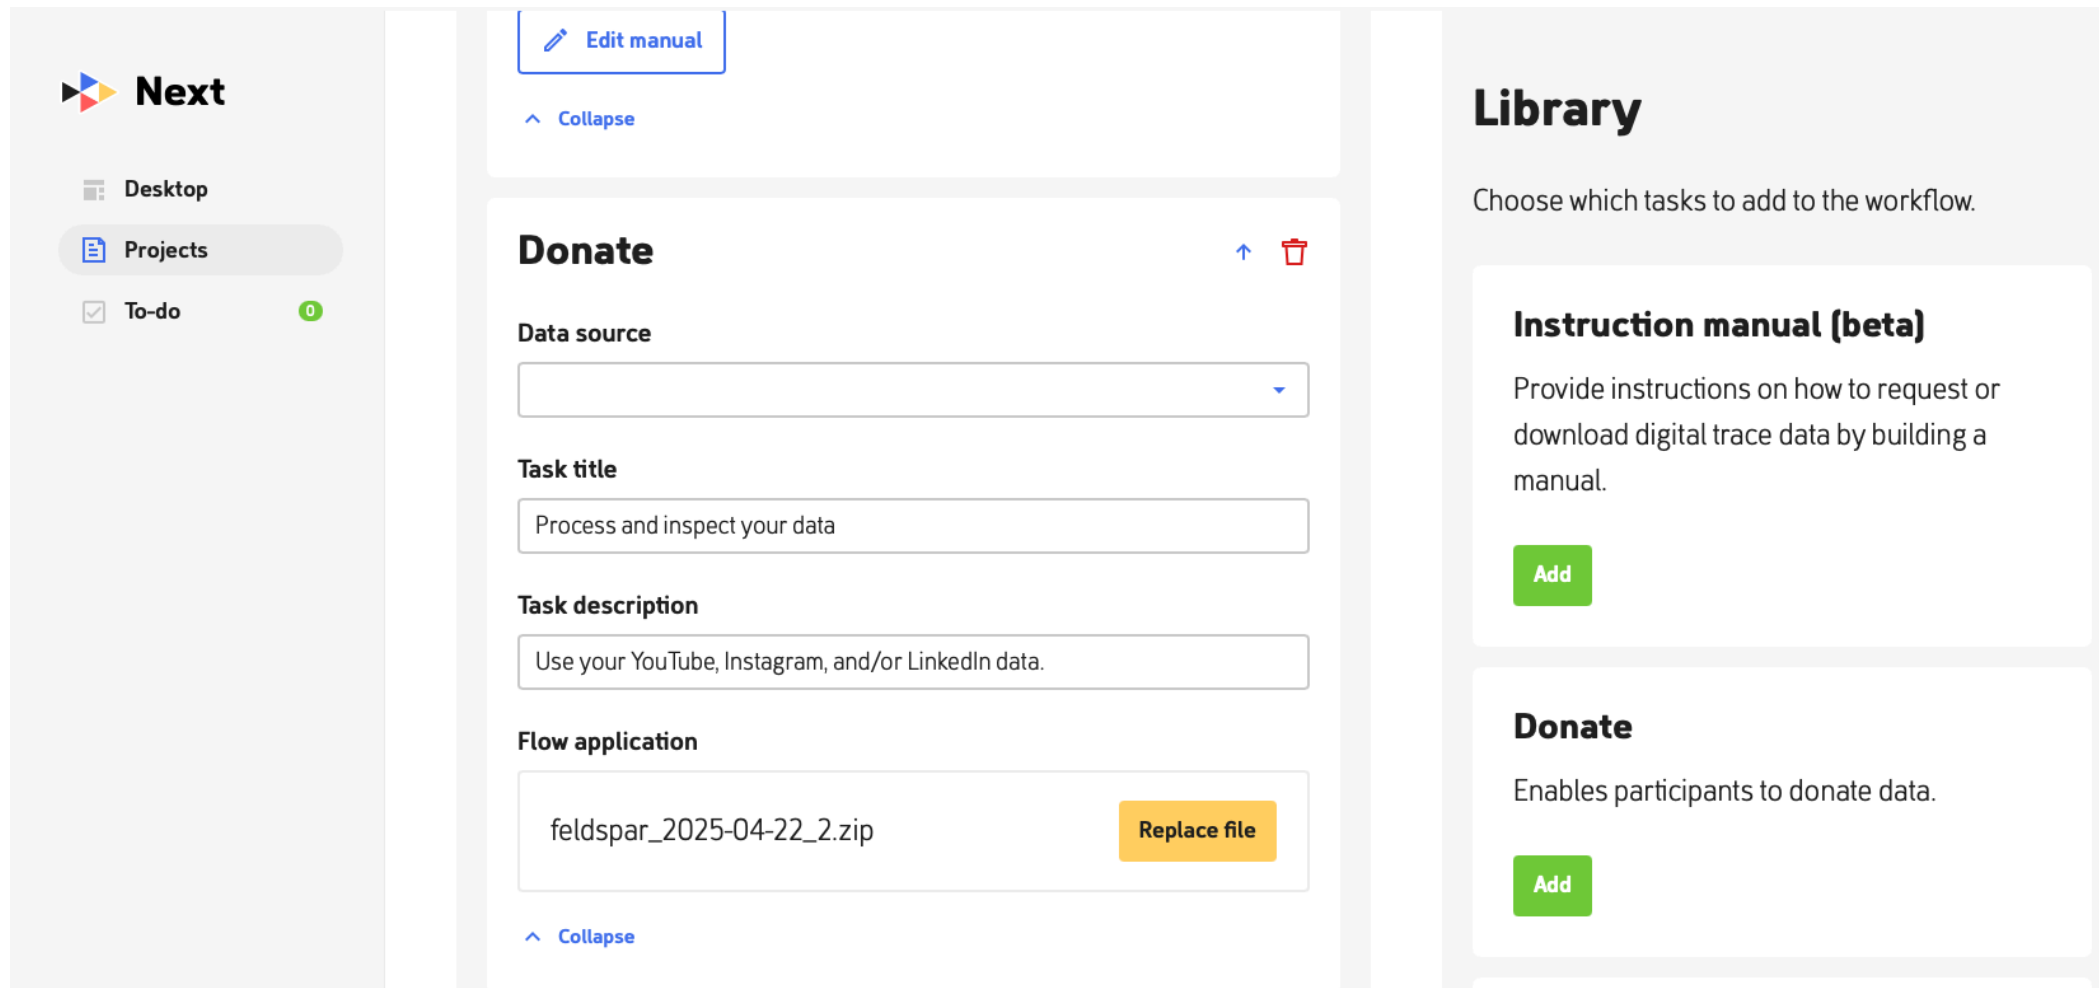 Next
Desktop
Projects
To-do
0
Edit manual
Collapse
Donate
Data source
Task title
Process and inspect your data
Task description
Use your YouTube, Instagram, and/or LinkedIn data.
Flow application
feldspar_2025-04-22_2.zip
Replace file
Collapse
Library
Choose which tasks to add to the workflow.
Instruction manual (beta)
Provide instructions on how to request or
download digital trace data by building a
manual.
Add
Donate
Enables participants to donate data.
Add